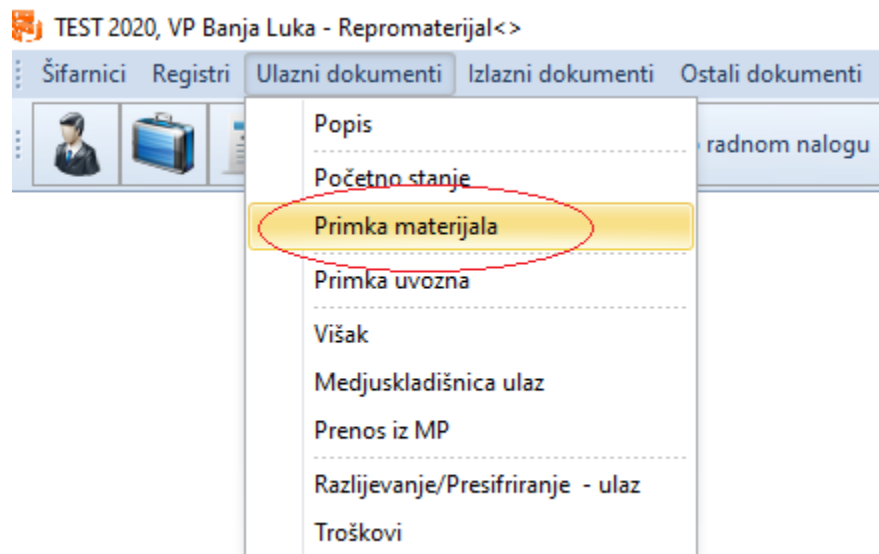 TEST 2020, VP Banja Luka - Repromaterijal<>
Šifarnici Registri Ulazni dokumenti Izlazni dokumenti Ostali dokumenti
radnom nalogu
Popis
Početno stanje
Primka materijala
Primka uvozna
Višak
Medjuskladišnica ulaz
Prenos iz MP
Razlijevanje/Presifriranje - ulaz
Troškovi